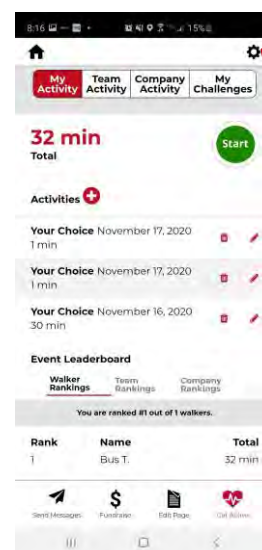 8:16
15%
My Activity
Team Activity
Company Activity
My Challenges
32 min
Total
Start
Activities
Your Choice November 17, 2020
1 min
Your Choice November 17, 2020
1 min
Your Choice November 16, 2020
30 min
Event Leaderboard
Walker Rankings
Team Rankings
Company Rankings
You are ranked #1 out of 1 walkers.
Rank Name Total
1 Bus T. 32 min
Send Messages
Fundraise
Edit Page
Get Active